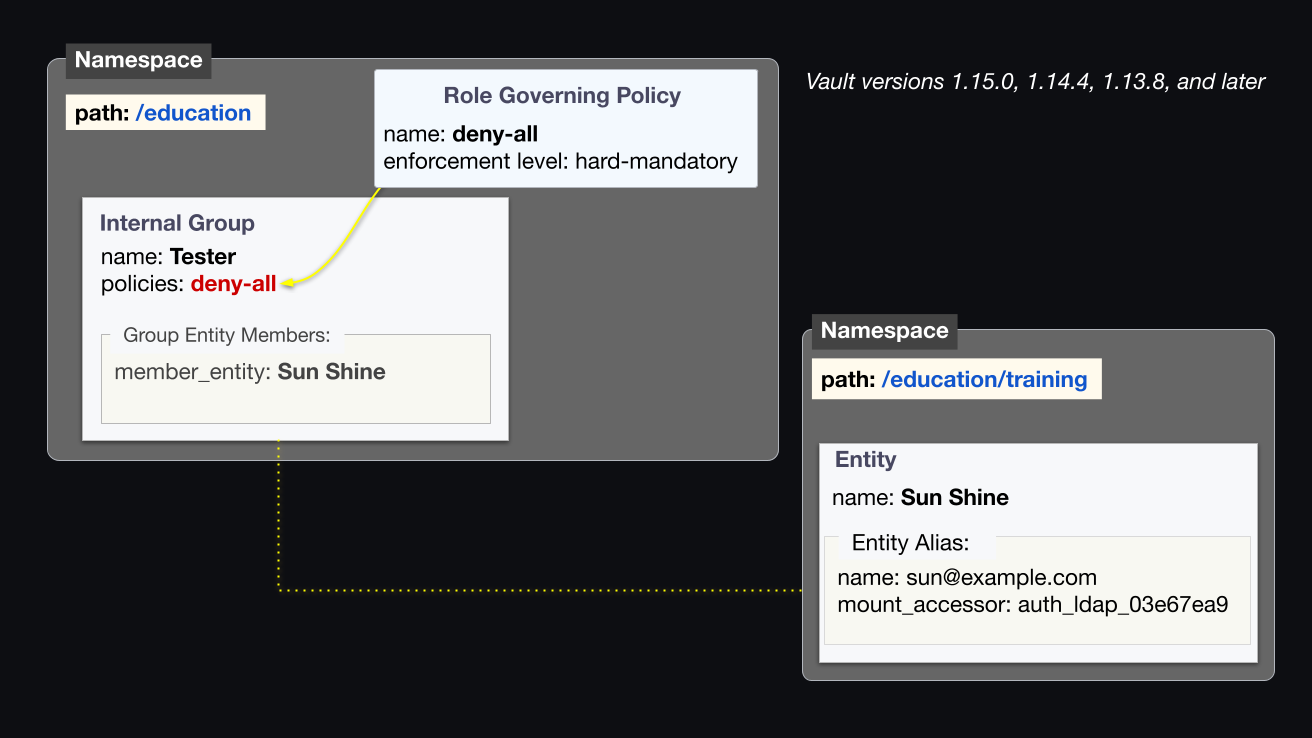 Namespace
path: /education
Role Governing Policy
name: deny-all
enforcement level: hard-mandatory
Vault versions 1.15.0, 1.14.4, 1.13.8, and later
Internal Group
name: Tester
policies: deny-all
Group Entity Members:
member_entity: Sun Shine
Namespace
path: /education/training
Entity
name: Sun Shine
Entity Alias:
name: sun@example.com
mount_accessor: auth_ldap_03e67ea9